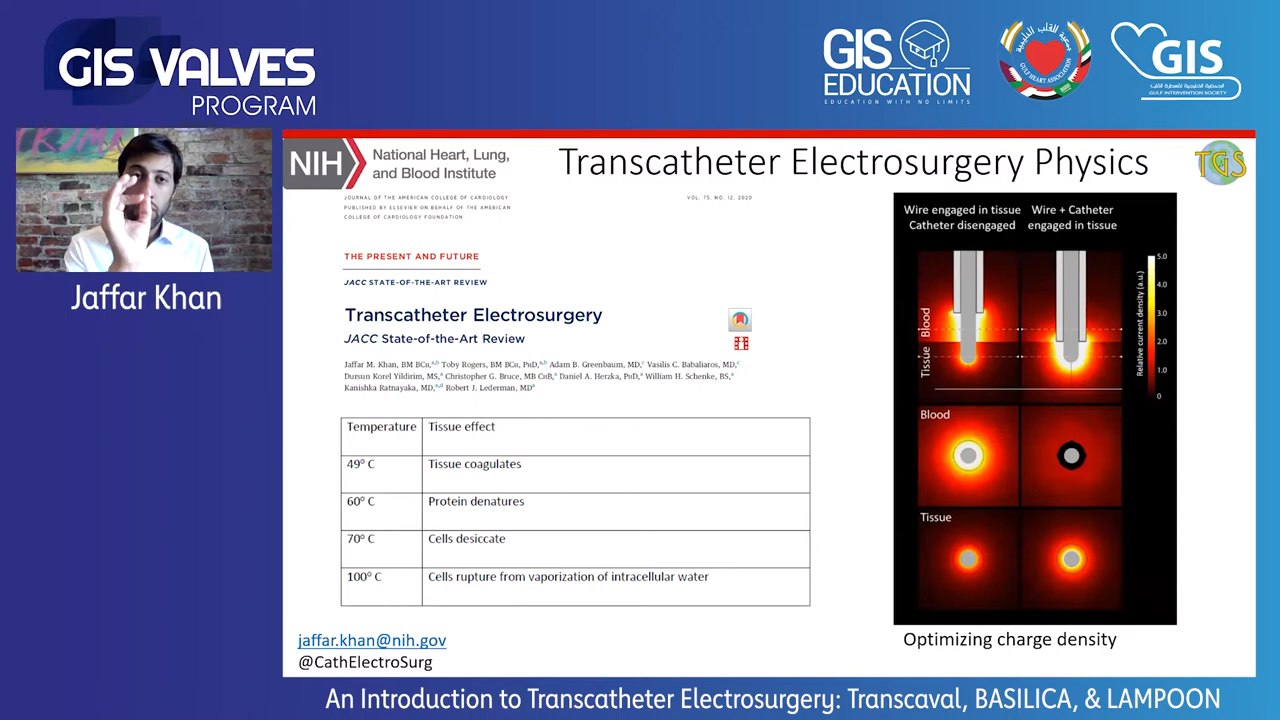 GIS VALVES
PROGRAM
GIS
EDUCATION
EDUCATION WITH NO LIMITS
جمعية القلب الخليجية
GULF HEART ASSOCIATION
GIS
GULF INTERVENTION SOCIETY
Jaffar Khan
NIH
National Heart, Lung,
and Blood Institute
Transcatheter Electrosurgery Physics
TGS
JOURNAL OF THE AMERICAN COLLEGE OF CARDIOLOGY
VOL. 75, NO. 12, 2020
PUBLISHED BY ELSEVIER ON BEHALF OF THE AMERICAN
COLLEGE OF CARDIOLOGY FOUNDATION
THE PRESENT AND FUTURE
JACC STATE-OF-THE-ART REVIEW
Transcatheter Electrosurgery
JACC State-of-the-Art Review
Jaffar M. Khan, BM BCH,a,b Toby Rogers, BM BCH, PHD,a,b Adam B. Greenbaum, MD,c Vasilis C. Babaliaros, MD,c
Dursun Korel Yildirim, MS,a Christopher G. Bruce, MB CHB,a Daniel A. Herzka, PHD,a William H. Schenke, BS,a
Kanishka Ratnayaka, MD,a,d Robert J. Lederman, MDa
Temperature Tissue effect
49º C Tissue coagulates
60º C Protein denatures
70º C Cells desiccate
100º C Cells rupture from vaporization of intracellular water
Wire engaged in tissue
Catheter disengaged
Wire + Catheter
engaged in tissue
Blood
Tissue
5.0
4.0
3.0
2.0
1.0
0
Relative current density (a.u.)
Blood
Tissue
Optimizing charge density
jaffar.khan@nih.gov
@CathElectroSurg
An Introduction to Transcatheter Electrosurgery: Transcaval, BASILICA, & LAMPOON